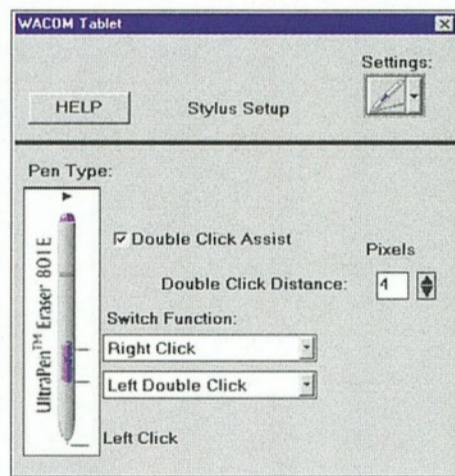 WACOM Tablet
Settings:
HELP
Stylus Setup
Pen Type:
UltraPen™ Eraser 801E
Double Click Assist
Pixels
Double Click Distance:
4
Switch Function:
Right Click
Left Double Click
Left Click